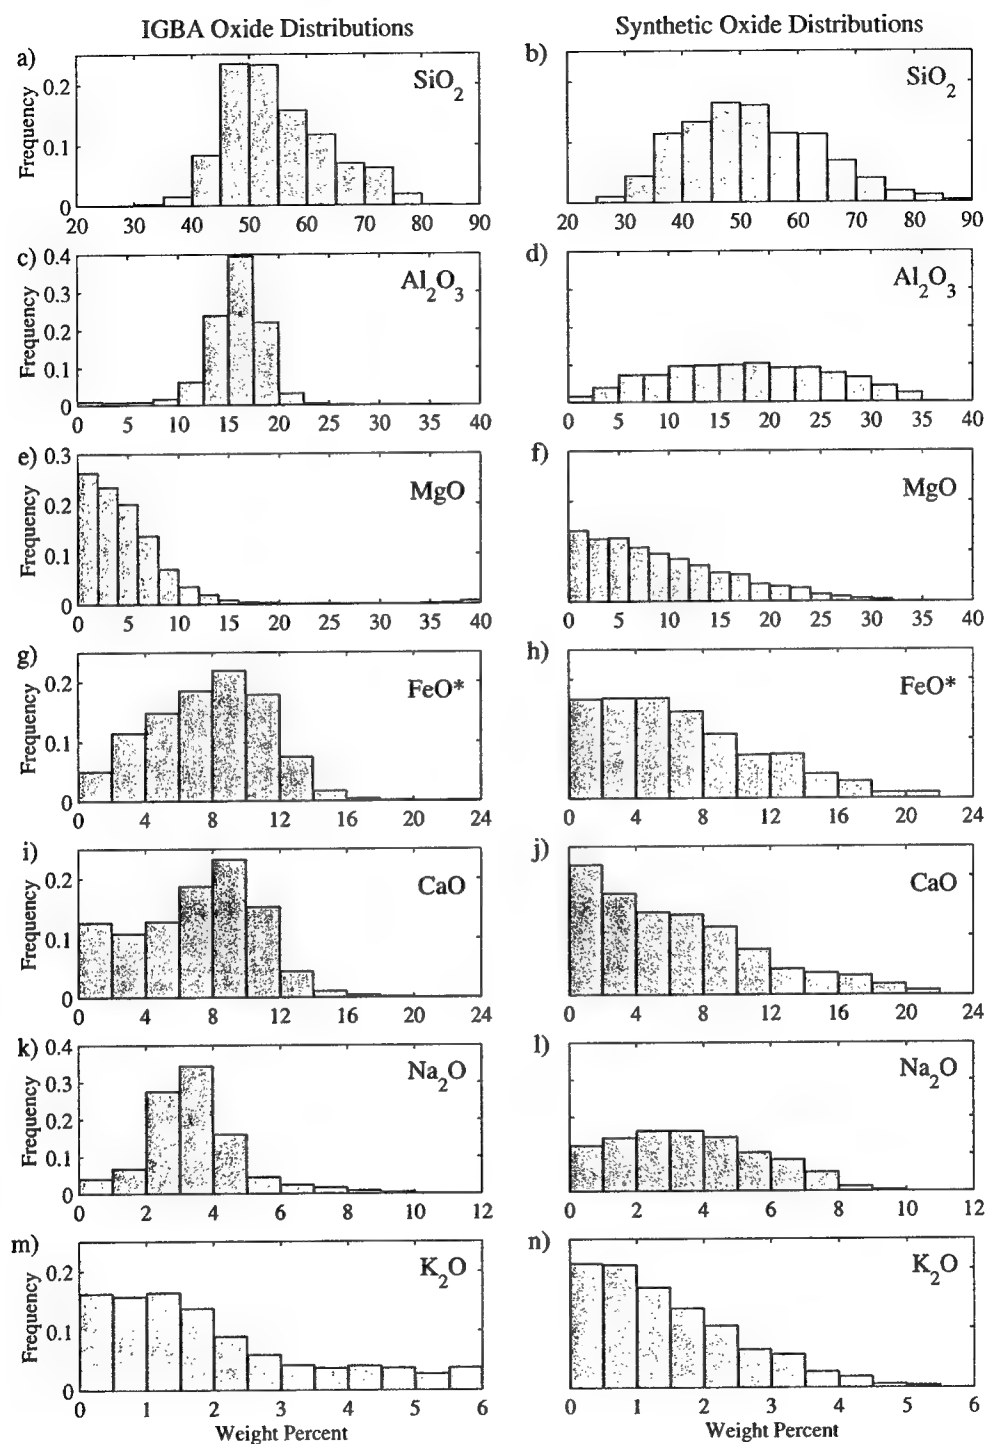 IGBA Oxide Distributions
Synthetic Oxide Distributions
a)
SiO2
Frequency
0.2
0.1
0
20 30 40 50 60 70 80 90
b)
SiO2
20 30 40 50 60 70 80 90
c)
Al2O3
Frequency
0.4
0.3
0.2
0.1
0
0 5 10 15 20 25 30 35 40
d)
Al2O3
0 5 10 15 20 25 30 35 40
e)
MgO
Frequency
0.3
0.2
0.1
0
0 5 10 15 20 25 30 35 40
f)
MgO
0 5 10 15 20 25 30 35 40
g)
FeO*
Frequency
0.2
0.1
0
0 4 8 12 16 20 24
h)
FeO*
0 4 8 12 16 20 24
i)
CaO
Frequency
0.2
0.1
0
0 4 8 12 16 20 24
j)
CaO
0 4 8 12 16 20 24
k)
Na2O
Frequency
0.4
0.3
0.2
0.1
0
0 2 4 6 8 10 12
l)
Na2O
0 2 4 6 8 10 12
m)
K2O
Frequency
0.2
0.1
0
0 1 2 3 4 5 6
Weight Percent
n)
K2O
0 1 2 3 4 5 6
Weight Percent